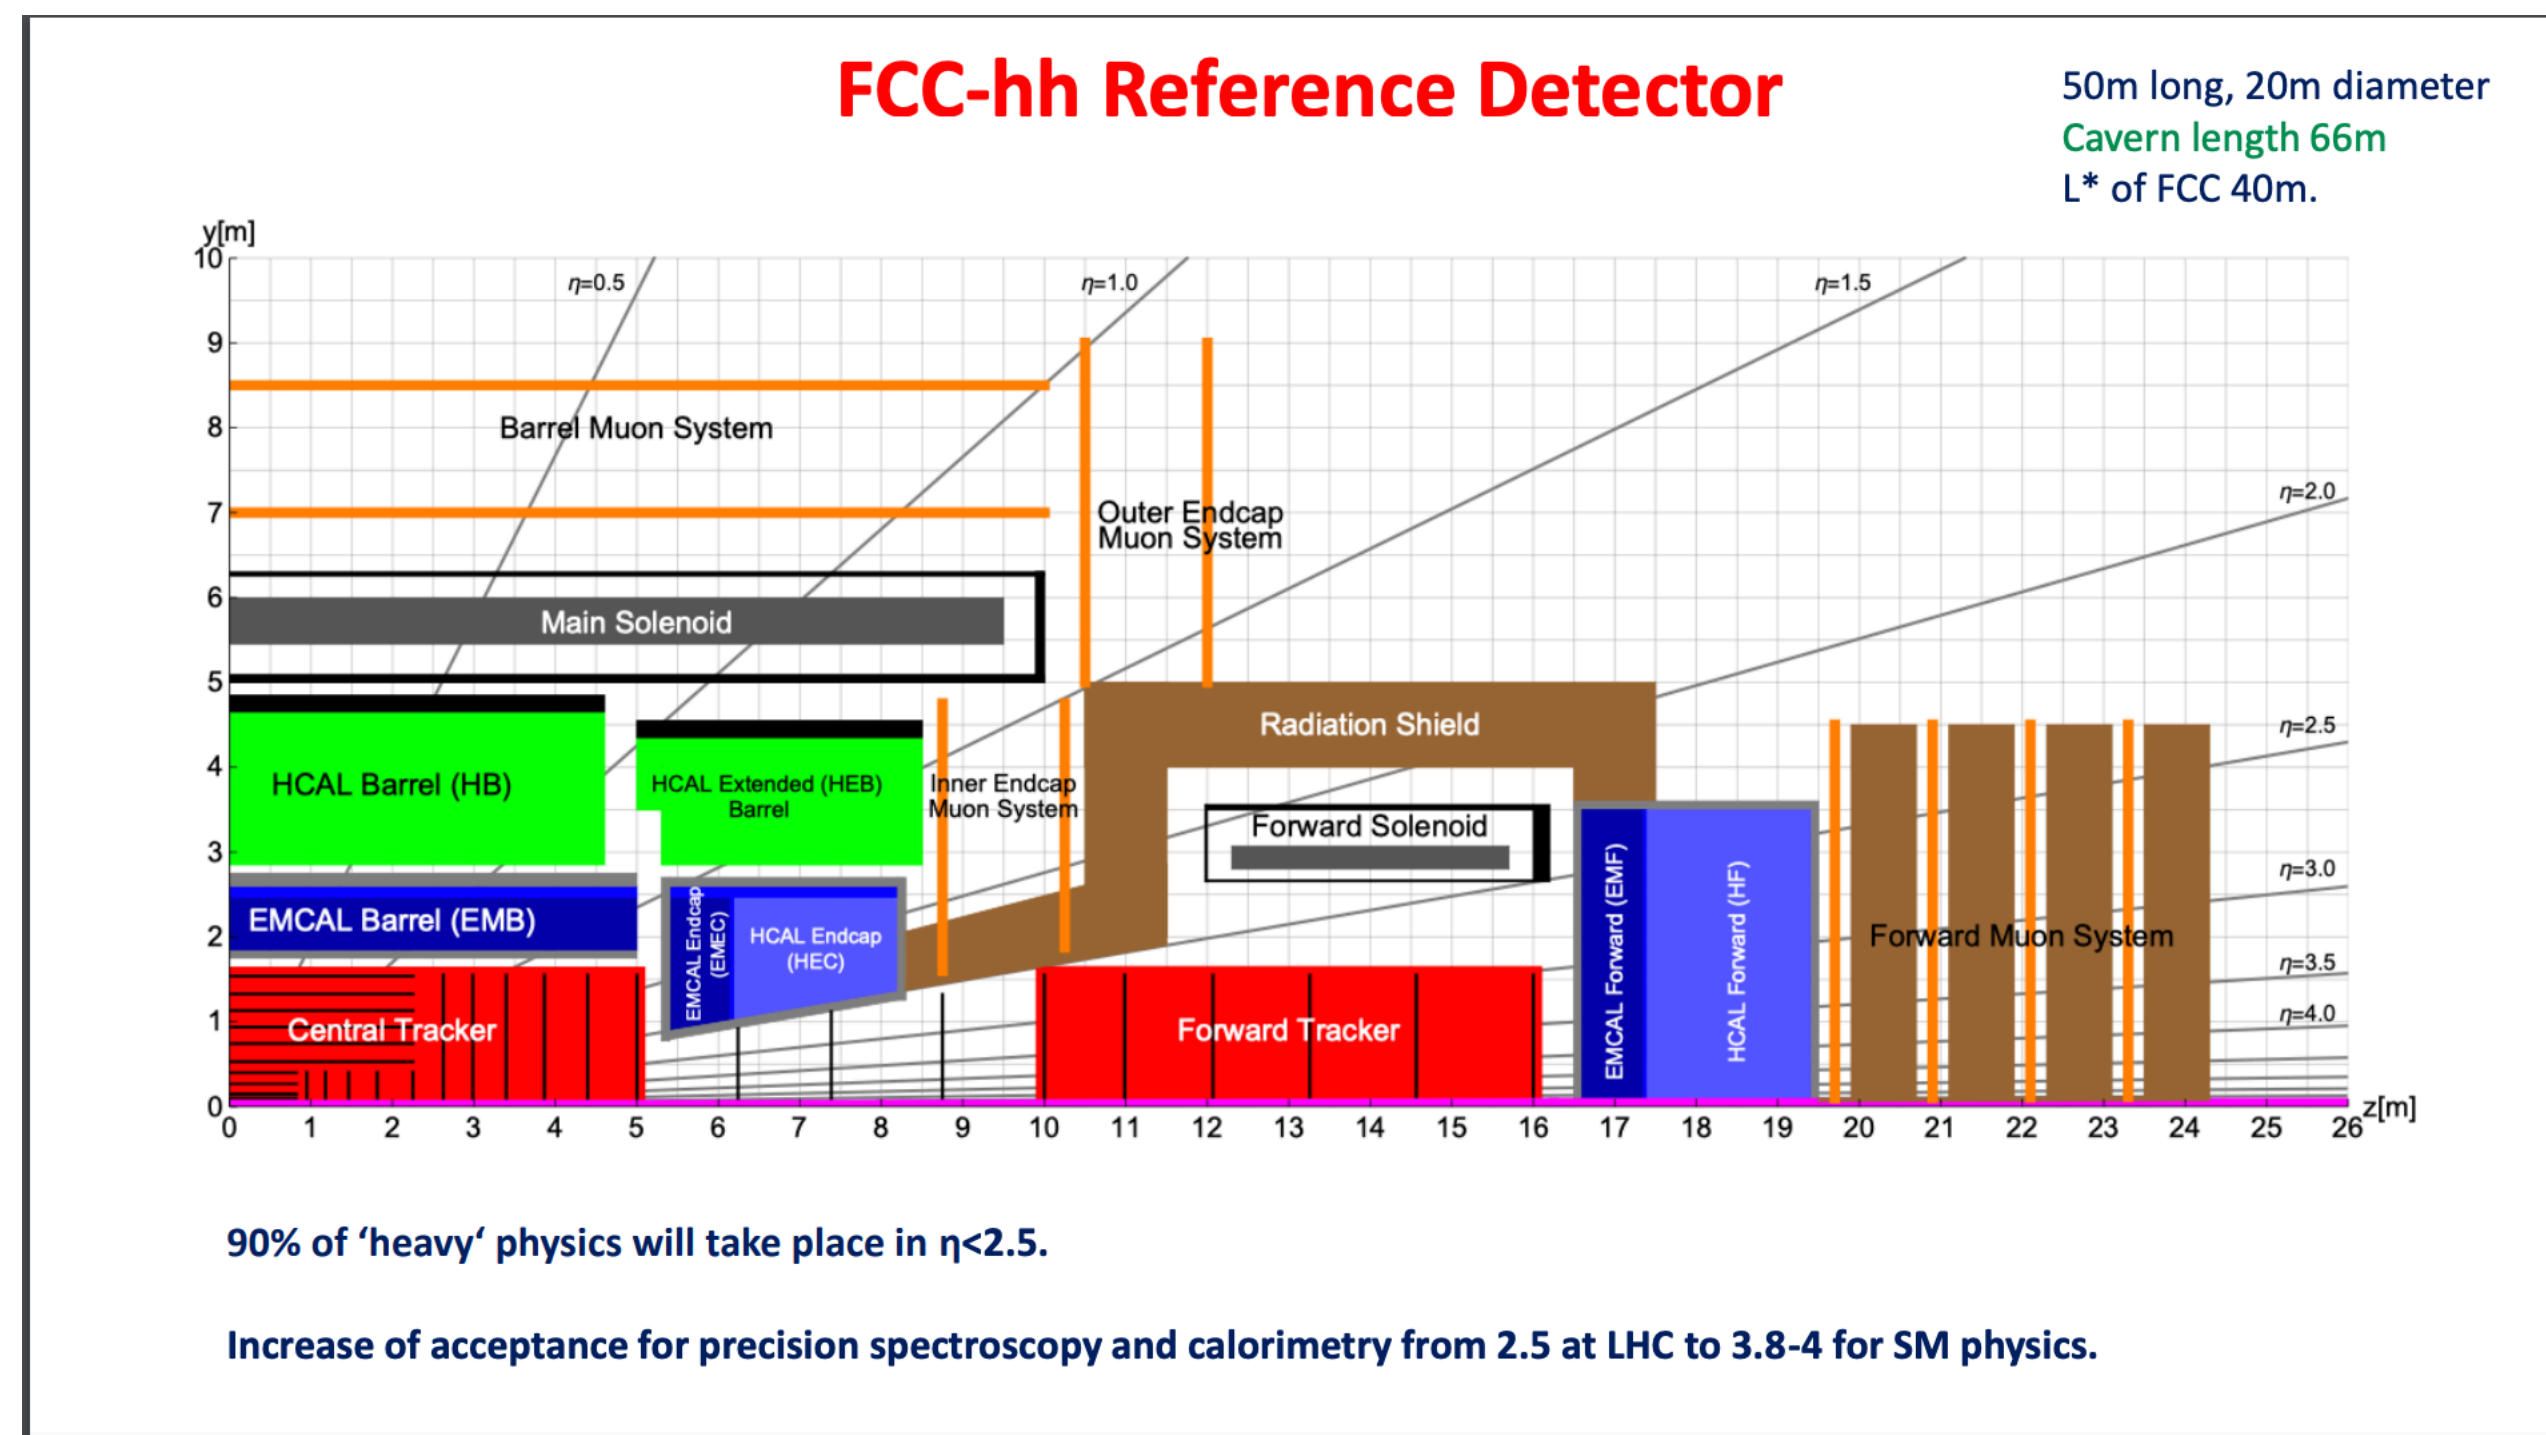 FCC-hh Reference Detector
50m long, 20m diameter
Cavern length 66m
L* of FCC 40m.
y[m]
10
9
8
7
6
5
4
3
2
1
0
η=0.5
η=1.0
η=1.5
η=2.0
η=2.5
η=3.0
η=3.5
η=4.0
Barrel Muon System
Outer Endcap
Muon System
Main Solenoid
Radiation Shield
HCAL Barrel (HB)
HCAL Extended (HEB)
Barrel
Inner Endcap
Muon System
Forward Solenoid
EMCAL Barrel (EMB)
EMCAL Endcap
(EMEC)
HCAL Endcap
(HEC)
EMCAL Forward (EMF)
HCAL Forward (HF)
Forward Muon System
Central Tracker
Forward Tracker
0 1 2 3 4 5 6 7 8 9 10 11 12 13 14 15 16 17 18 19 20 21 22 23 24 25 26
z[m]
90% of ‘heavy‘ physics will take place in η<2.5.
Increase of acceptance for precision spectroscopy and calorimetry from 2.5 at LHC to 3.8-4 for SM physics.